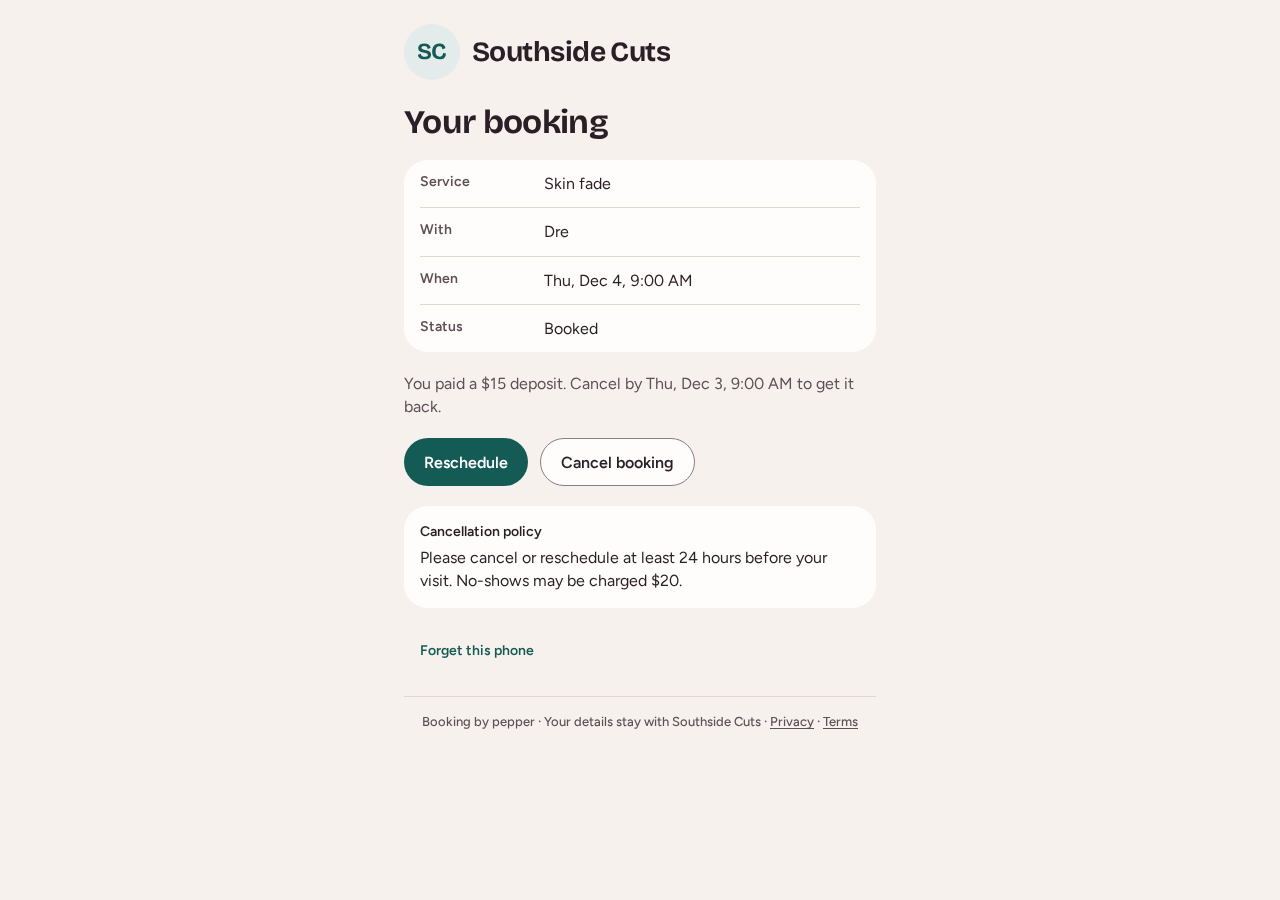 SC
Southside Cuts
Your booking
Service Skin fade
With Dre
When Thu, Dec 4, 9:00 AM
Status Booked
You paid a $15 deposit. Cancel by Thu, Dec 3, 9:00 AM to get it
back.
Reschedule Cancel booking
Cancellation policy
Please cancel or reschedule at least 24 hours before your
visit. No-shows may be charged $20.
Forget this phone
Booking by pepper · Your details stay with Southside Cuts · Privacy · Terms